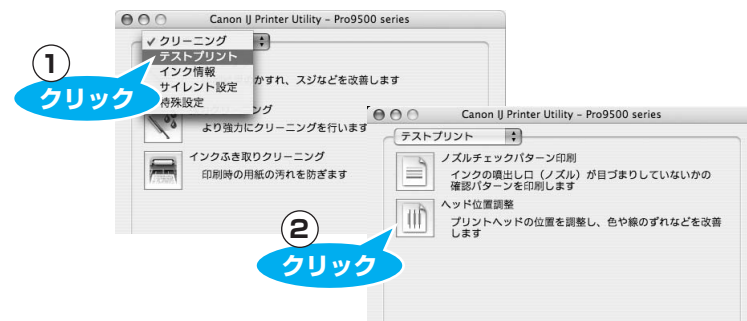 Canon IJ Printer Utility – Pro9500 series
① クリック
✓ クリーニング
テストプリント
インク情報
サイレント設定
特殊設定
かすれ、スジなどを改善します
ング
より強力にクリーニングを行います
インクふき取りクリーニング
印刷時の用紙の汚れを防ぎます
Canon IJ Printer Utility – Pro9500 series
テストプリント
ノズルチェックパターン印刷
インクの噴出し口(ノズル)が目づまりしていないかの
確認パターンを印刷します
ヘッド位置調整
プリントヘッドの位置を調整し、色や線のずれなどを改善
します
② クリック